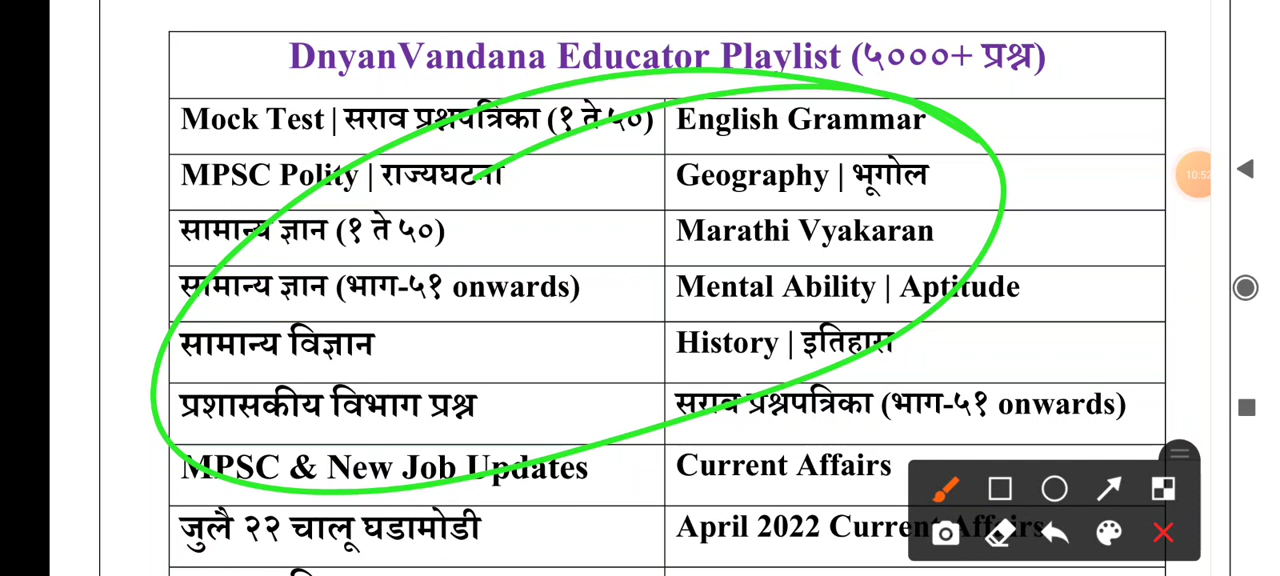 DnyanVandana Educator Playlist (५०००+ प्रश्न)
Mock Test | सराव प्रश्नपत्रिका (१ ते ५०) English Grammar
MPSC Polity | राज्यघटना Geography | भूगोल
सामान्य ज्ञान (१ ते ५०) Marathi Vyakaran
सामान्य ज्ञान (भाग-५१ onwards) Mental Ability | Aptitude
सामान्य विज्ञान History | इतिहास
प्रशासकीय विभाग प्रश्न सराव प्रश्नपत्रिका (भाग-५१ onwards)
MPSC & New Job Updates Current Affairs
जुलै २२ चालू घडामोडी April 2022 Current Affairs
10:52